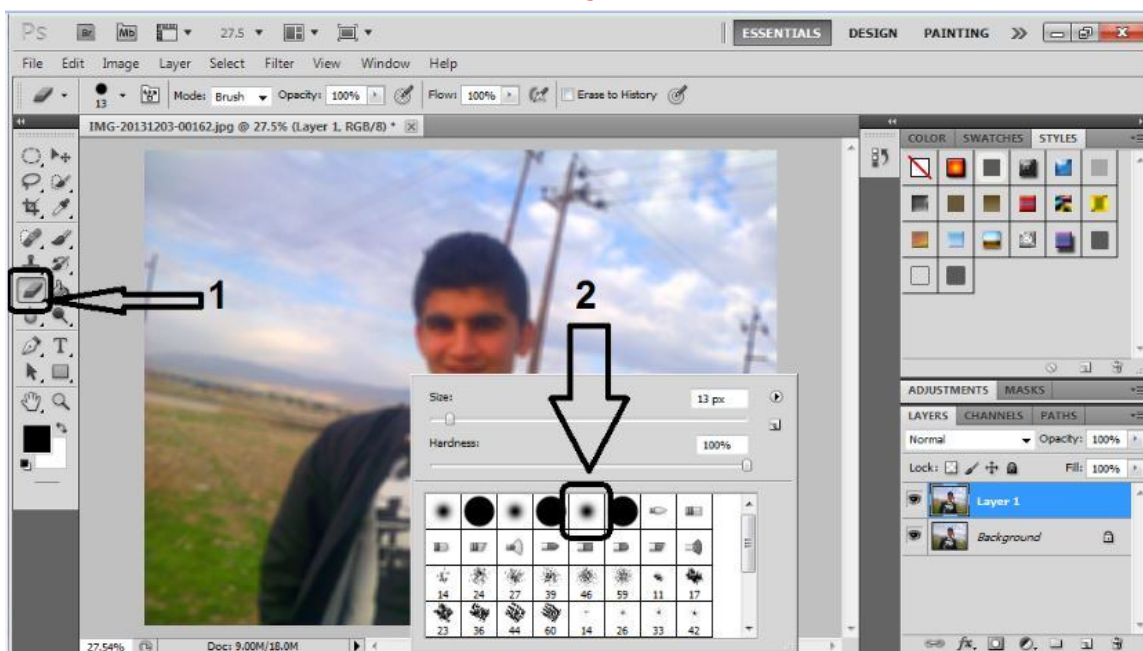 Ps Br Mb 27.5 ESSENTIALS DESIGN PAINTING
File Edit Image Layer Select Filter View Window Help
13 Mode: Brush Opacity: 100% Flow: 100% Erase to History
IMG-20131203-00162.jpg @ 27.5% (Layer 1, RGB/8) *
COLOR SWATCHES STYLES
1
2
T
Size: 13 px
Hardness: 100%
14 24 27 39 46 59 11 17
23 36 44 60 14 26 33 42
ADJUSTMENTS MASKS
LAYERS CHANNELS PATHS
Normal Opacity: 100%
Lock: Fill: 100%
Layer 1
Background
27.54% Doc: 9.00M/18.0M
fx